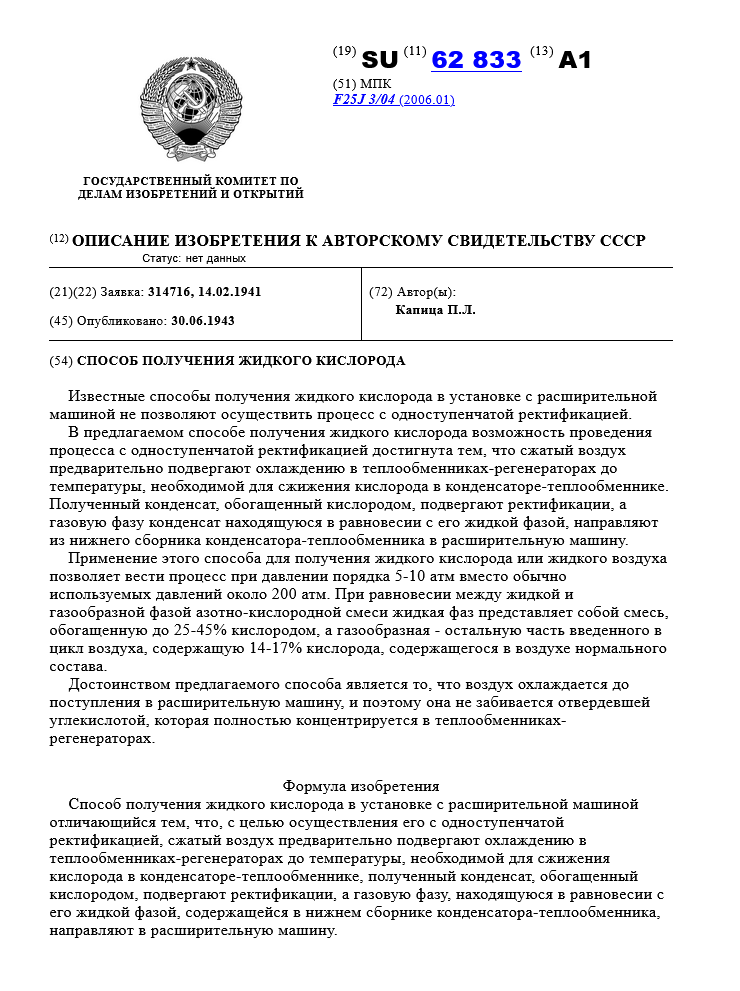 (19) SU (11) 62 833 (13) A1
(51) МПК
F25J 3/04 (2006.01)
ГОСУДАРСТВЕННЫЙ КОМИТЕТ ПО
ДЕЛАМ ИЗОБРЕТЕНИЙ И ОТКРЫТИЙ
(12) ОПИСАНИЕ ИЗОБРЕТЕНИЯ К АВТОРСКОМУ СВИДЕТЕЛЬСТВУ СССР
Статус: нет данных
(21)(22) Заявка: 314716, 14.02.1941
(45) Опубликовано: 30.06.1943
(72) Автор(ы):
Капица П.Л.
(54) СПОСОБ ПОЛУЧЕНИЯ ЖИДКОГО КИСЛОРОДА
Известные способы получения жидкого кислорода в установке с расширительной
машиной не позволяют осуществить процесс с одноступенчатой ректификацией.
В предлагаемом способе получения жидкого кислорода возможность проведения
процесса с одноступенчатой ректификацией достигнута тем, что сжатый воздух
предварительно подвергают охлаждению в теплообменниках-регенераторах до
температуры, необходимой для сжижения кислорода в конденсаторе-теплообменнике.
Полученный конденсат, обогащенный кислородом, подвергают ректификации, а
газовую фазу конденсат находящуюся в равновесии с его жидкой фазой, направляют
из нижнего сборника конденсатора-теплообменника в расширительную машину.
Применение этого способа для получения жидкого кислорода или жидкого воздуха
позволяет вести процесс при давлении порядка 5-10 атм вместо обычно
используемых давлений около 200 атм. При равновесии между жидкой и
газообразной фазой азотно-кислородной смеси жидкая фаз представляет собой смесь,
обогащенную до 25-45% кислородом, а газообразная - остальную часть введенного в
цикл воздуха, содержащую 14-17% кислорода, содержащегося в воздухе нормального
состава.
Достоинством предлагаемого способа является то, что воздух охлаждается до
поступления в расширительную машину, и поэтому она не забивается отвердевшей
углекислотой, которая полностью концентрируется в теплообменниках-
регенераторах.
Формула изобретения
Способ получения жидкого кислорода в установке с расширительной машиной
отличающийся тем, что, с целью осуществления его с одноступенчатой
ректификацией, сжатый воздух предварительно подвергают охлаждению в
теплообменниках-регенераторах до температуры, необходимой для сжижения
кислорода в конденсаторе-теплообменнике, полученный конденсат, обогащенный
кислородом, подвергают ректификации, а газовую фазу, находящуюся в равновесии с
его жидкой фазой, содержащейся в нижнем сборнике конденсатора-теплообменника,
направляют в расширительную машину.